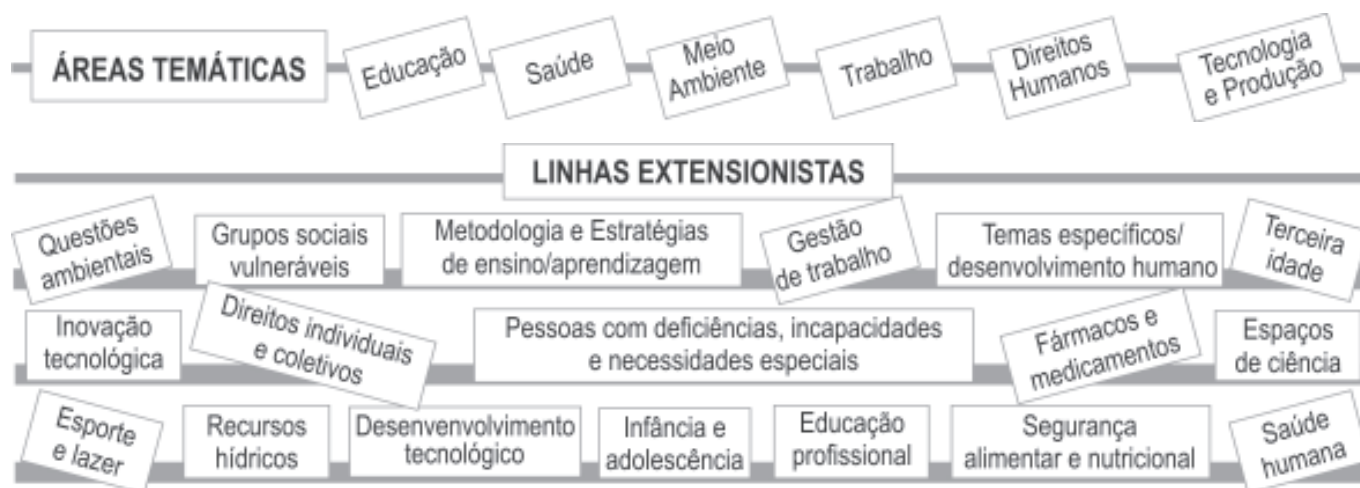 ÁREAS TEMÁTICAS
Educação
Saúde
Meio
Ambiente
Trabalho
Direitos
Humanos
Tecnologia
e Produção
LINHAS EXTENSIONISTAS
Questões
ambientais
Grupos sociais
vulneráveis
Metodologia e Estratégias
de ensino/aprendizagem
Gestão
de trabalho
Temas específicos/
desenvolvimento humano
Terceira
idade
Inovação
tecnológica
Direitos individuais
e coletivos
Pessoas com deficiências, incapacidades
e necessidades especiais
Fármacos e
medicamentos
Espaços
de ciência
Esporte
e lazer
Recursos
hídricos
Desenvenvolvimento
tecnológico
Infância e
adolescência
Educação
profissional
Segurança
alimentar e nutricional
Saúde
humana